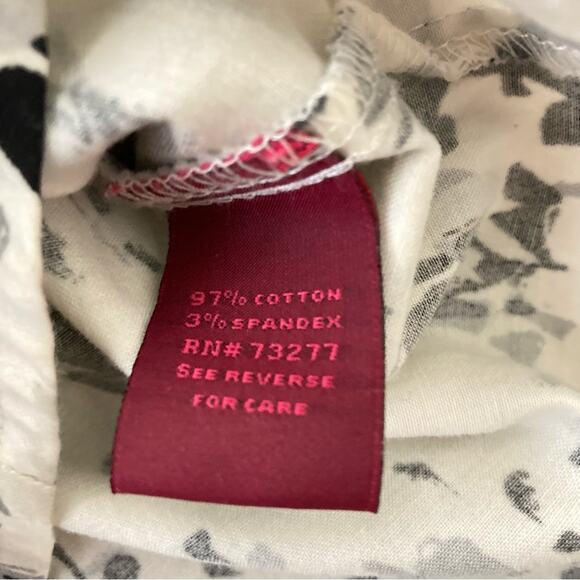 97% COTTON
3% SPANDEX
RN# 73277
SEE REVERSE
FOR CARE